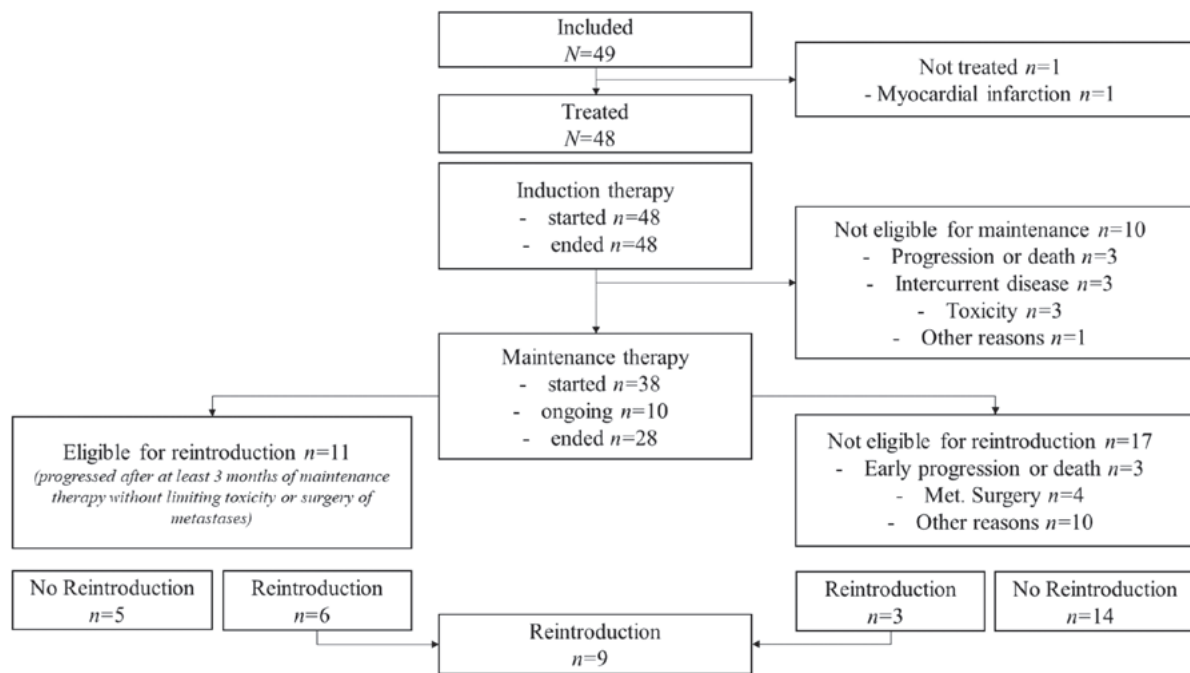 Included
N=49
Not treated n=1
- Myocardial infarction n=1
Treated
N=48
Induction therapy
- started n=48
- ended n=48
Not eligible for maintenance n=10
- Progression or death n=3
- Intercurrent disease n=3
- Toxicity n=3
- Other reasons n=1
Maintenance therapy
- started n=38
- ongoing n=10
- ended n=28
Eligible for reintroduction n=11
(progressed after at least 3 months of maintenance
therapy without limiting toxicity or surgery of
metastases)
Not eligible for reintroduction n=17
- Early progression or death n=3
- Met. Surgery n=4
- Other reasons n=10
No Reintroduction
n=5
Reintroduction
n=6
Reintroduction
n=9
Reintroduction
n=3
No Reintroduction
n=14